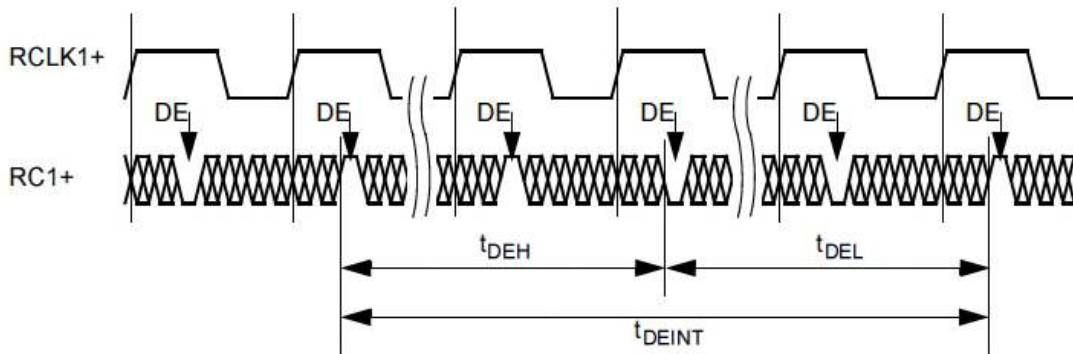 RCLK1+
DE DE DE DE DE DE
RC1+
tDEH tDEL
tDEINT